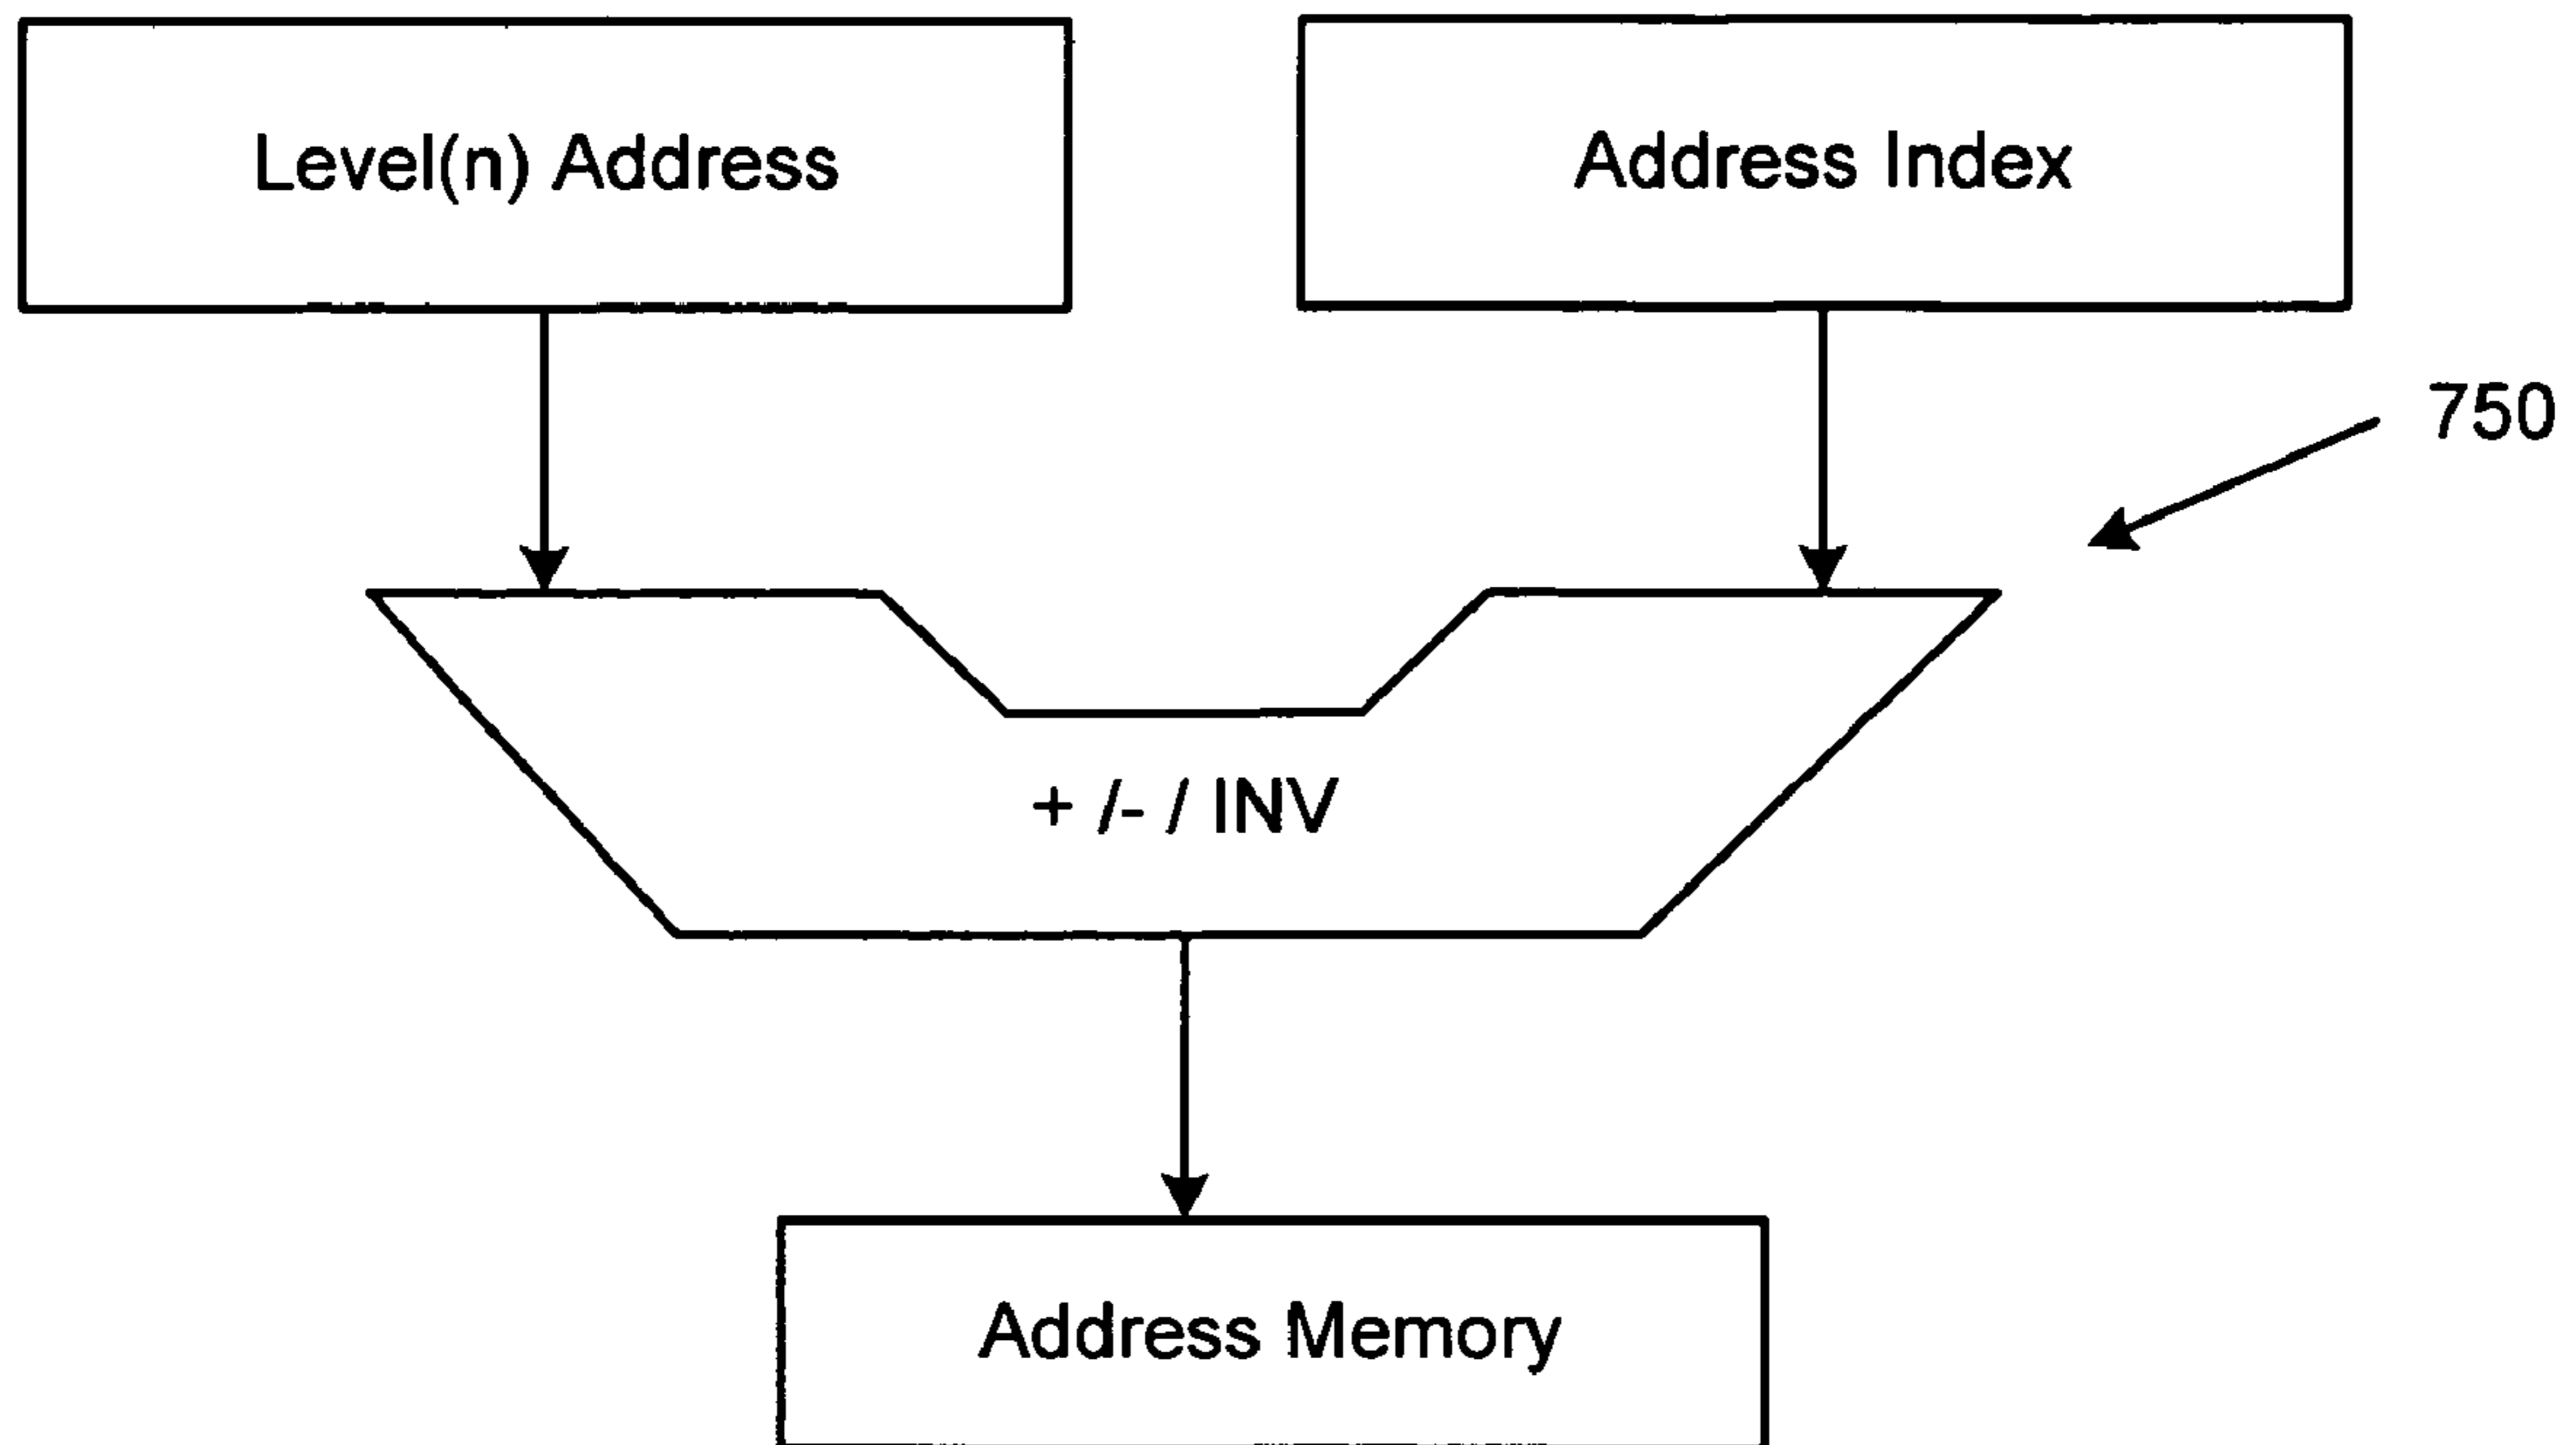 Level(n) Address
Address Index
750
+ /- / INV
Address Memory